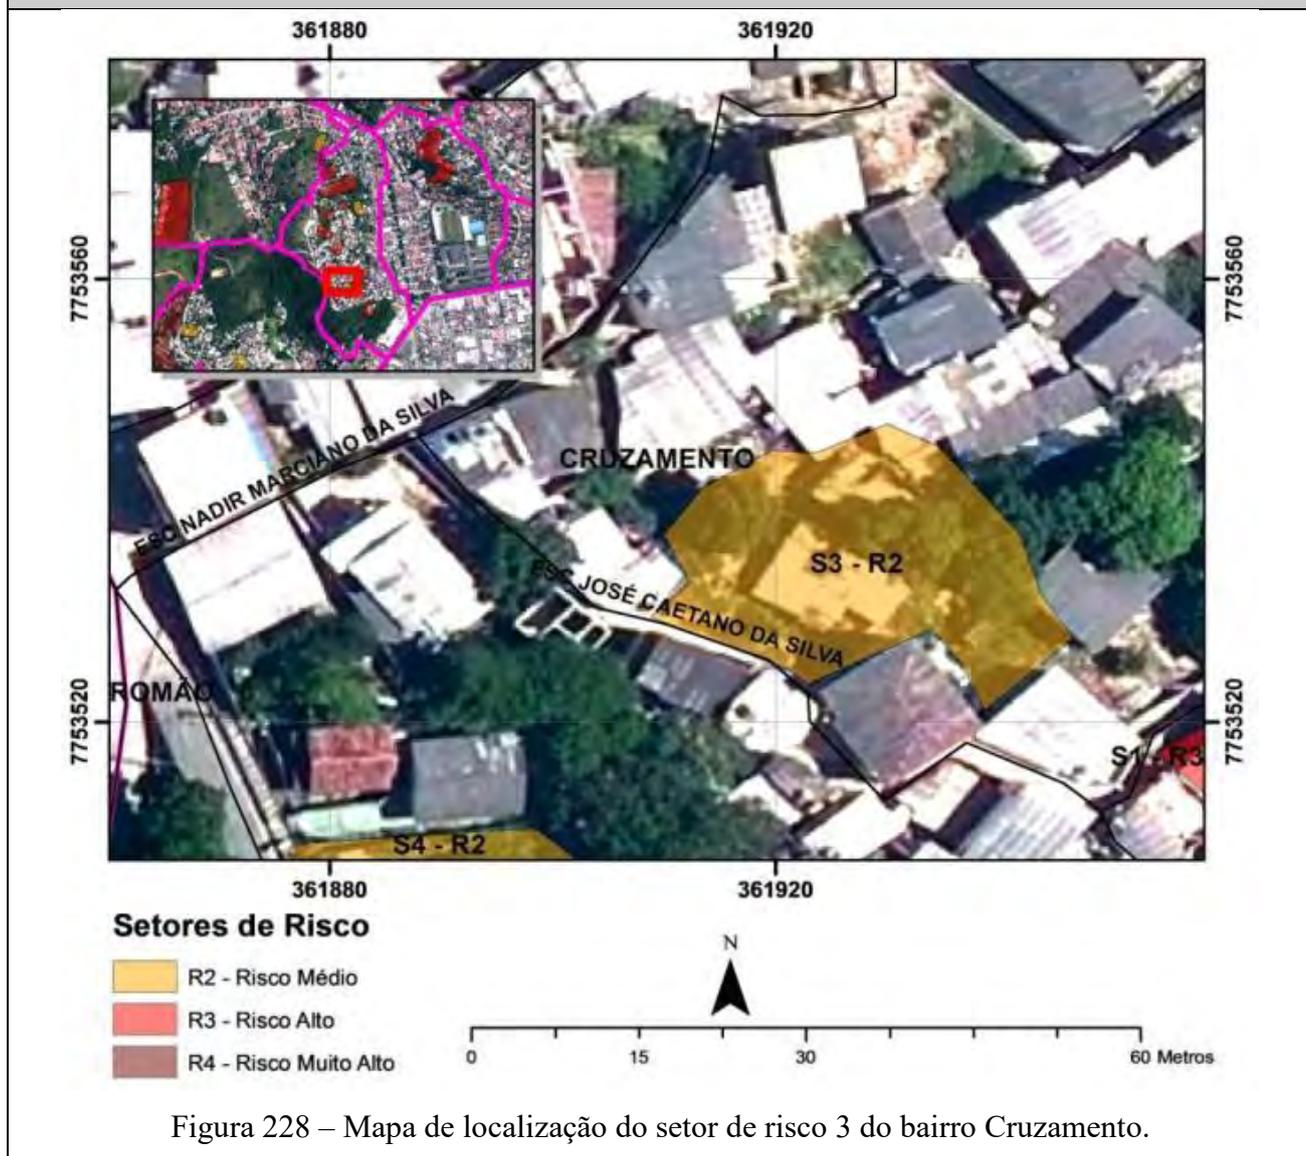 361880 361920
7753560 7753560
ESC NADIR MARCIANO DA SILVA
CRUZAMENTO
S3 - R2
ESC JOSÉ CAETANO DA SILVA
ROMÃO
7753520 7753520
S1 - R3
S4 - R2
361880 361920
Setores de Risco
R2 - Risco Médio
R3 - Risco Alto
R4 - Risco Muito Alto
N
0 15 30 60 Metros
Figura 228 – Mapa de localização do setor de risco 3 do bairro Cruzamento.